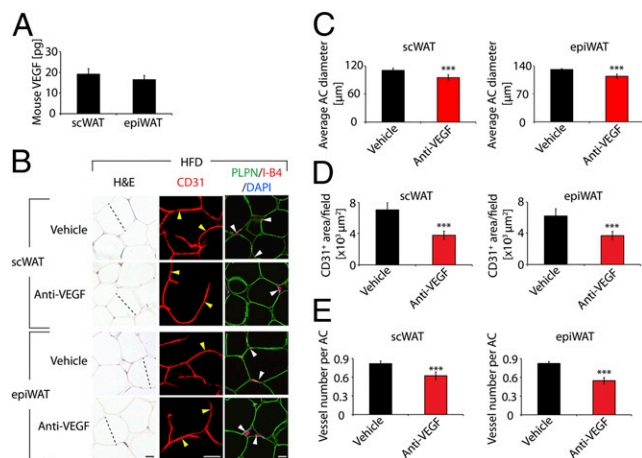 A
Mouse VEGF [pg]
30
20
10
0
scWAT
epiWAT
B
HFD
H&E
CD31
PLPN/I-B4
/DAPI
scWAT
Vehicle
Anti-VEGF
epiWAT
Vehicle
Anti-VEGF
C
scWAT
Average AC diameter
[µm]
120
60
0
***
Vehicle
Anti-VEGF
epiWAT
Average AC diameter
[µm]
140
70
0
***
Vehicle
Anti-VEGF
D
scWAT
CD31⁺ area/field
[x10³ µm²]
8
4
0
***
Vehicle
Anti-VEGF
epiWAT
CD31⁺ area/field
[x10³ µm²]
8
4
0
***
Vehicle
Anti-VEGF
E
scWAT
Vessel number per AC
0.9
0.6
0.3
0
***
Vehicle
Anti-VEGF
epiWAT
Vessel number per AC
0.9
0.6
0.3
0
***
Vehicle
Anti-VEGF